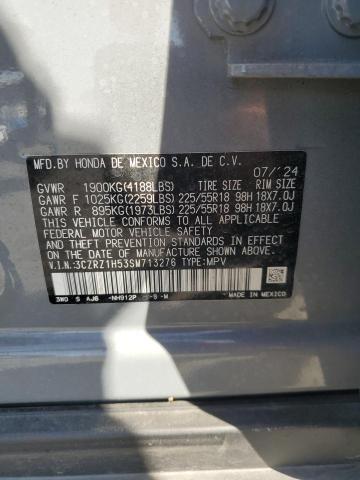 MFD.BY HONDA DE MEXICO S.A. DE C.V.
07/'24
GVWR 1900KG(4188LBS) TIRE SIZE RIM SIZE
GAWR F 1025KG(2259LBS) 225/55R18 98H 18X7.0J
GAWR R 895KG(1973LBS) 225/55R18 98H 18X7.0J
THIS VEHICLE CONFORMS TO ALL APPLICABLE
FEDERAL MOTOR VEHICLE SAFETY
AND THEFT PREVENTION STANDARDS IN EFFECT
ON THE DATE OF MANUFACTURE SHOWN ABOVE.
V.I.N.:3CZRZ1H53SM713276 TYPE:MPV
3W0 S AJ6 NH912P -B-M
MADE IN MEXICO